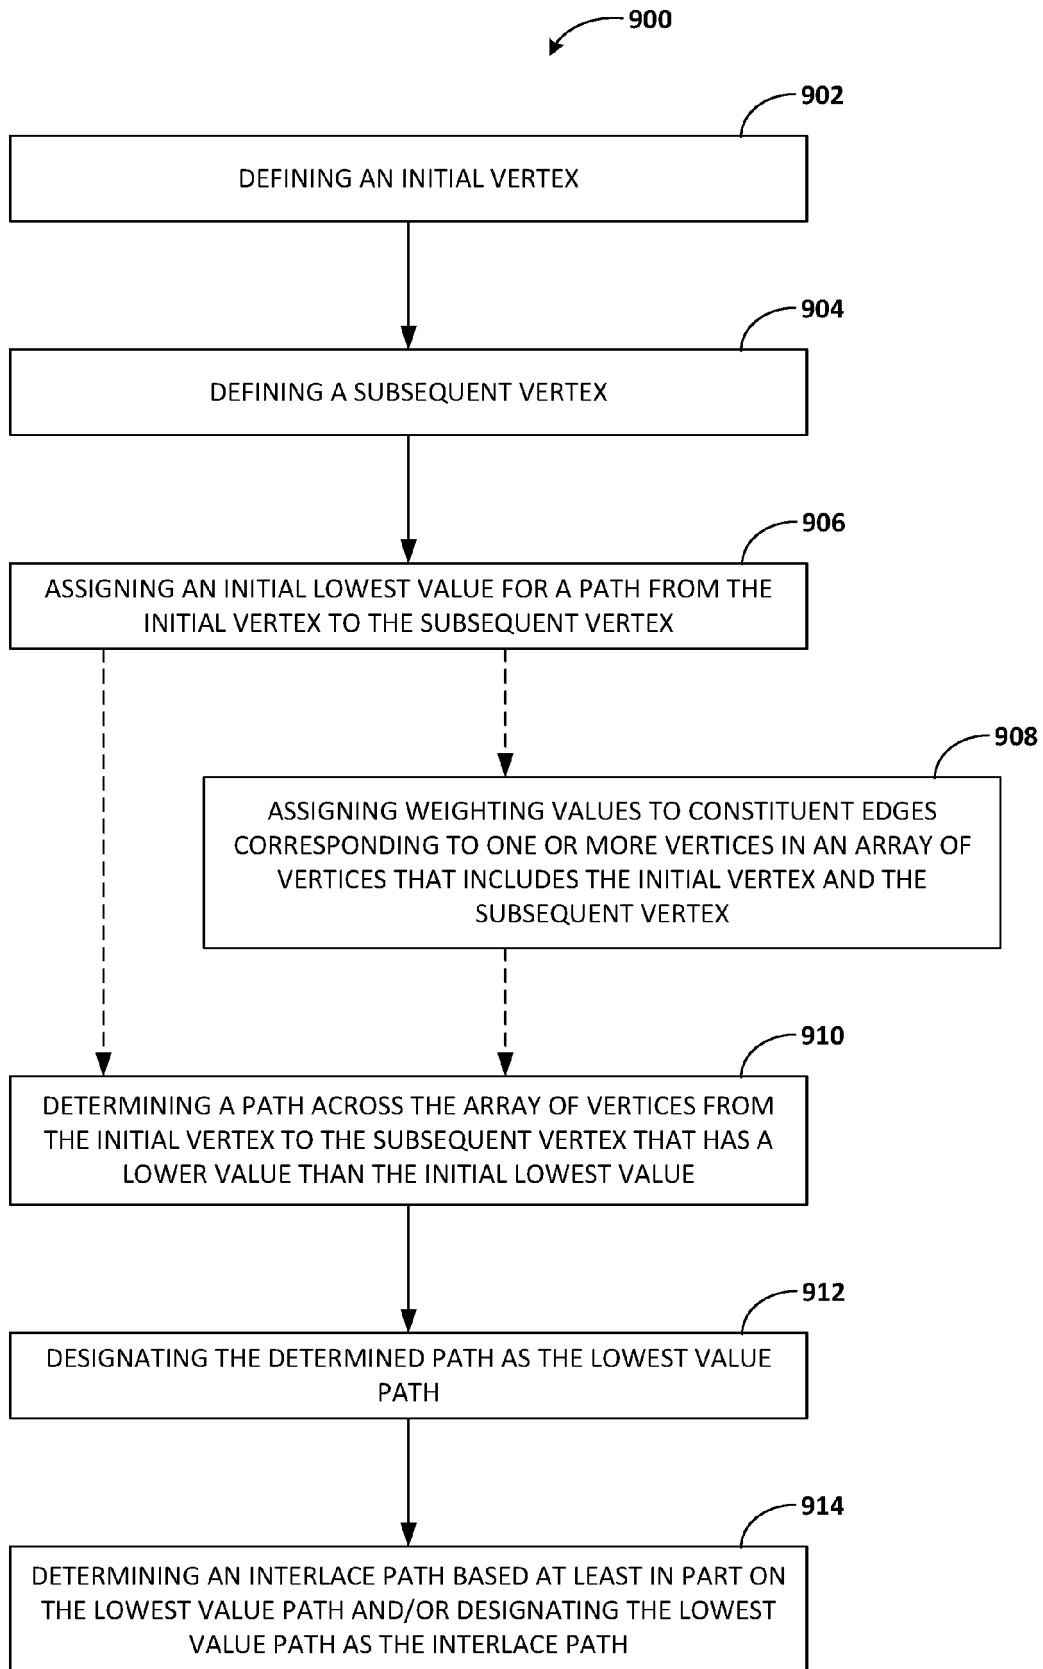 900
902
DEFINING AN INITIAL VERTEX
904
DEFINING A SUBSEQUENT VERTEX
906
ASSIGNING AN INITIAL LOWEST VALUE FOR A PATH FROM THE
INITIAL VERTEX TO THE SUBSEQUENT VERTEX
908
ASSIGNING WEIGHTING VALUES TO CONSTITUENT EDGES
CORRESPONDING TO ONE OR MORE VERTICES IN AN ARRAY OF
VERTICES THAT INCLUDES THE INITIAL VERTEX AND THE
SUBSEQUENT VERTEX
910
DETERMINING A PATH ACROSS THE ARRAY OF VERTICES FROM
THE INITIAL VERTEX TO THE SUBSEQUENT VERTEX THAT HAS A
LOWER VALUE THAN THE INITIAL LOWEST VALUE
912
DESIGNATING THE DETERMINED PATH AS THE LOWEST VALUE
PATH
914
DETERMINING AN INTERLACE PATH BASED AT LEAST IN PART ON
THE LOWEST VALUE PATH AND/OR DESIGNATING THE LOWEST
VALUE PATH AS THE INTERLACE PATH